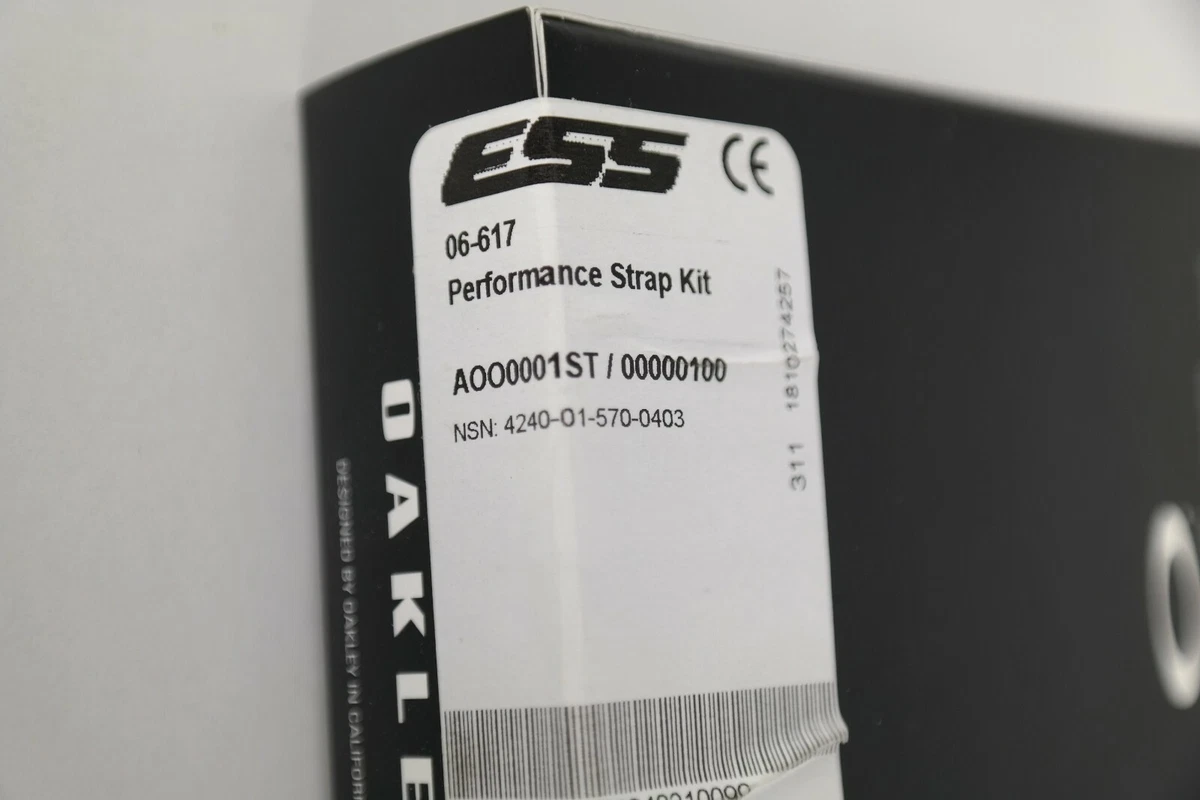 ESS
CE
06-617
Performance Strap Kit
AOO0001ST / 00000100
NSN: 4240-01-570-0403
311 1810274257
OAKLE
DESIGNED BY OAKLEY IN CALIFOR